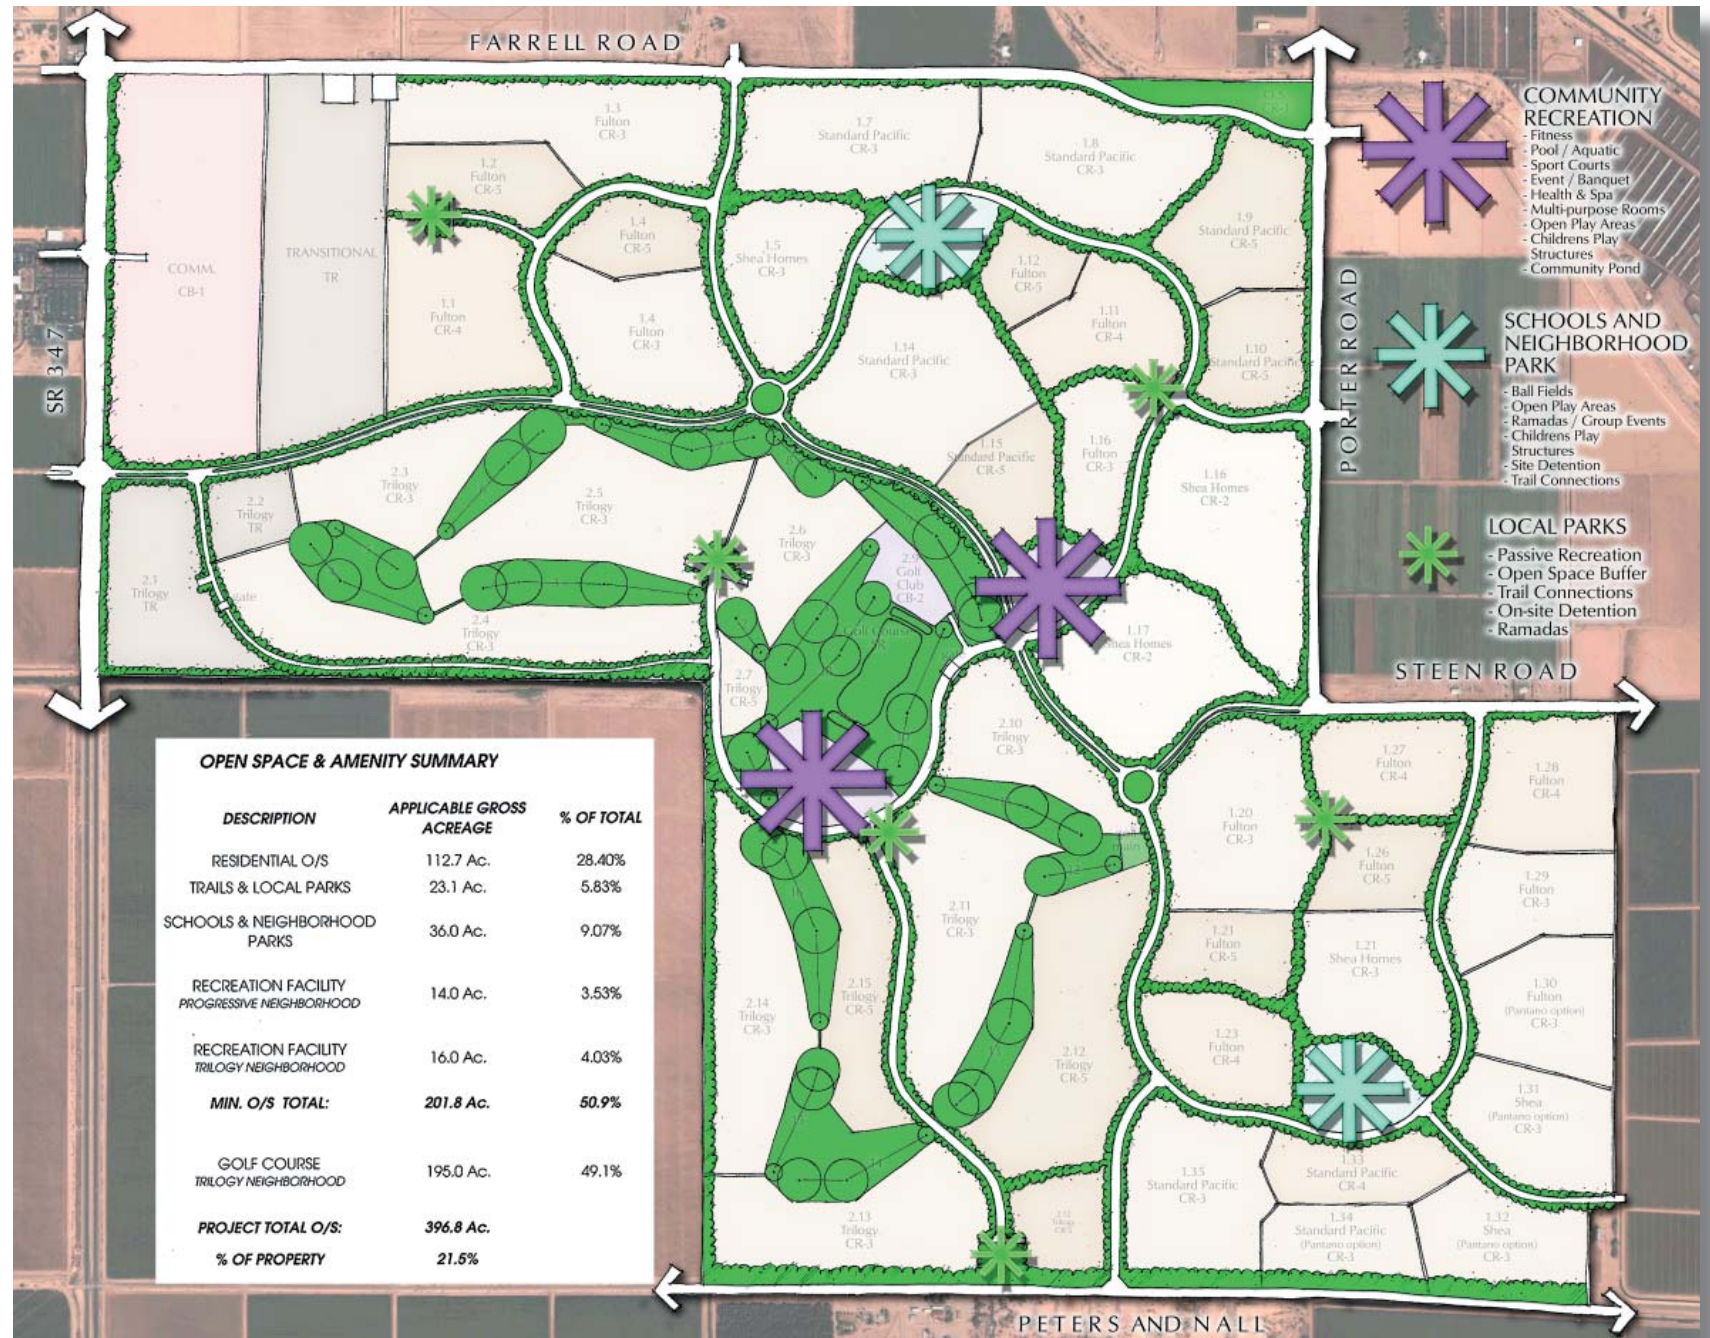 FARRELL ROAD
SR 347
PORTER ROAD
STEEN ROAD
PETERS AND NALL
COMMUNITY
RECREATION
- Fitness
- Pool / Aquatic
- Sport Courts
- Event / Banquet
- Health & Spa
- Multi-purpose Rooms
- Open Play Areas
- Childrens Play
Structures
- Community Pond
SCHOOLS AND
NEIGHBORHOOD
PARK
- Ball Fields
- Open Play Areas
- Ramadas / Group Events
- Childrens Play
Structures
- Site Detention
- Trail Connections
LOCAL PARKS
- Passive Recreation
- Open Space Buffer
- Trail Connections
- On-site Detention
- Ramadas
COMM.
CB-1
TRANSITIONAL
TR
1.3
Fulton
CR-3
1.2
Fulton
CR-5
1.4
Fulton
CR-5
1.1
Fulton
CR-4
1.4
Fulton
CR-3
1.5
Shea Homes
CR-3
1.7
Standard Pacific
CR-3
1.8
Standard Pacific
CR-3
1.9
Standard Pacific
CR-5
1.12
Fulton
CR-5
1.11
Fulton
CR-4
1.10
Standard Pacific
CR-5
1.14
Standard Pacific
CR-3
1.15
Standard Pacific
CR-5
1.16
Fulton
CR-3
1.16
Shea Homes
CR-2
1.17
Shea Homes
CR-2
2.1
Trilogy
TR
2.2
Trilogy
TR
2.3
Trilogy
CR-3
2.4
Trilogy
CR-3
gate
2.5
Trilogy
CR-3
2.6
Trilogy
CR-3
2.9
Golf
Club
CB-2
Golf Course
2.7
Trilogy
CR-5
2.10
Trilogy
CR-3
2.11
Trilogy
CR-3
2.12
Trilogy
CR-5
2.15
Trilogy
CR-5
2.14
Trilogy
CR-3
2.13
Trilogy
CR-3
1.20
Fulton
CR-3
1.27
Fulton
CR-4
1.28
Fulton
CR-4
1.26
Fulton
CR-5
1.29
Fulton
CR-3
1.21
Fulton
CR-5
1.21
Shea Homes
CR-3
1.30
Fulton
(Pantano option)
CR-3
1.23
Fulton
CR-4
1.31
Shea
(Pantano option)
CR-3
1.33
Standard Pacific
CR-4
1.35
Standard Pacific
CR-3
1.34
Standard Pacific
(Pantano option)
CR-3
1.32
Shea
(Pantano option)
CR-3
OPEN SPACE & AMENITY SUMMARY
DESCRIPTION APPLICABLE GROSS ACREAGE % OF TOTAL
RESIDENTIAL O/S 112.7 Ac. 28.40%
TRAILS & LOCAL PARKS 23.1 Ac. 5.83%
SCHOOLS & NEIGHBORHOOD PARKS 36.0 Ac. 9.07%
RECREATION FACILITY 14.0 Ac. 3.53%
PROGRESSIVE NEIGHBORHOOD
RECREATION FACILITY 16.0 Ac. 4.03%
TRILOGY NEIGHBORHOOD
MIN. O/S TOTAL: 201.8 Ac. 50.9%
GOLF COURSE 195.0 Ac. 49.1%
TRILOGY NEIGHBORHOOD
PROJECT TOTAL O/S: 396.8 Ac.
% OF PROPERTY 21.5%